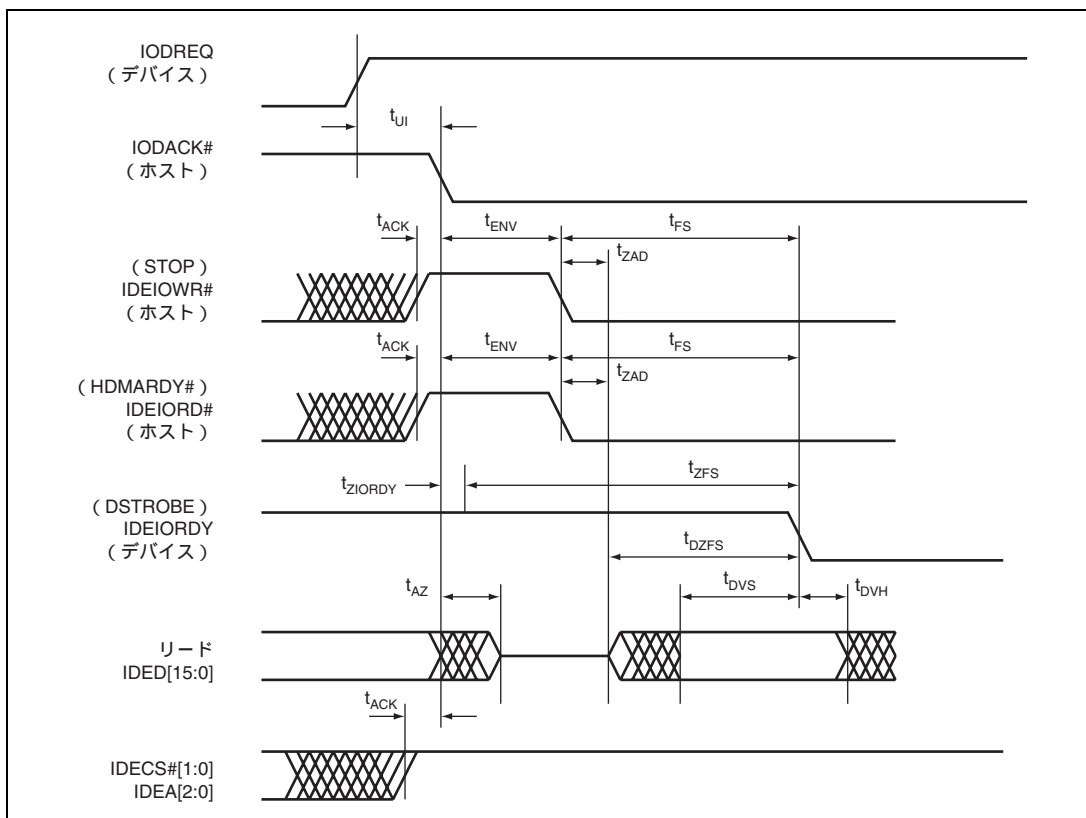 IODREQ
（デバイス）
tUI
IODACK#
（ホスト）
tACK tENV tFS
tZAD
（STOP）
IDEIOWR#
（ホスト）
tACK tENV tFS
tZAD
（HDMARDY#）
IDEIORD#
（ホスト）
tZIORDY tZFS
（DSTROBE）
IDEIORDY
（デバイス）
tDZFS
tAZ tDVS tDVH
リード
IDED[15:0]
tACK
IDECS#[1:0]
IDEA[2:0]